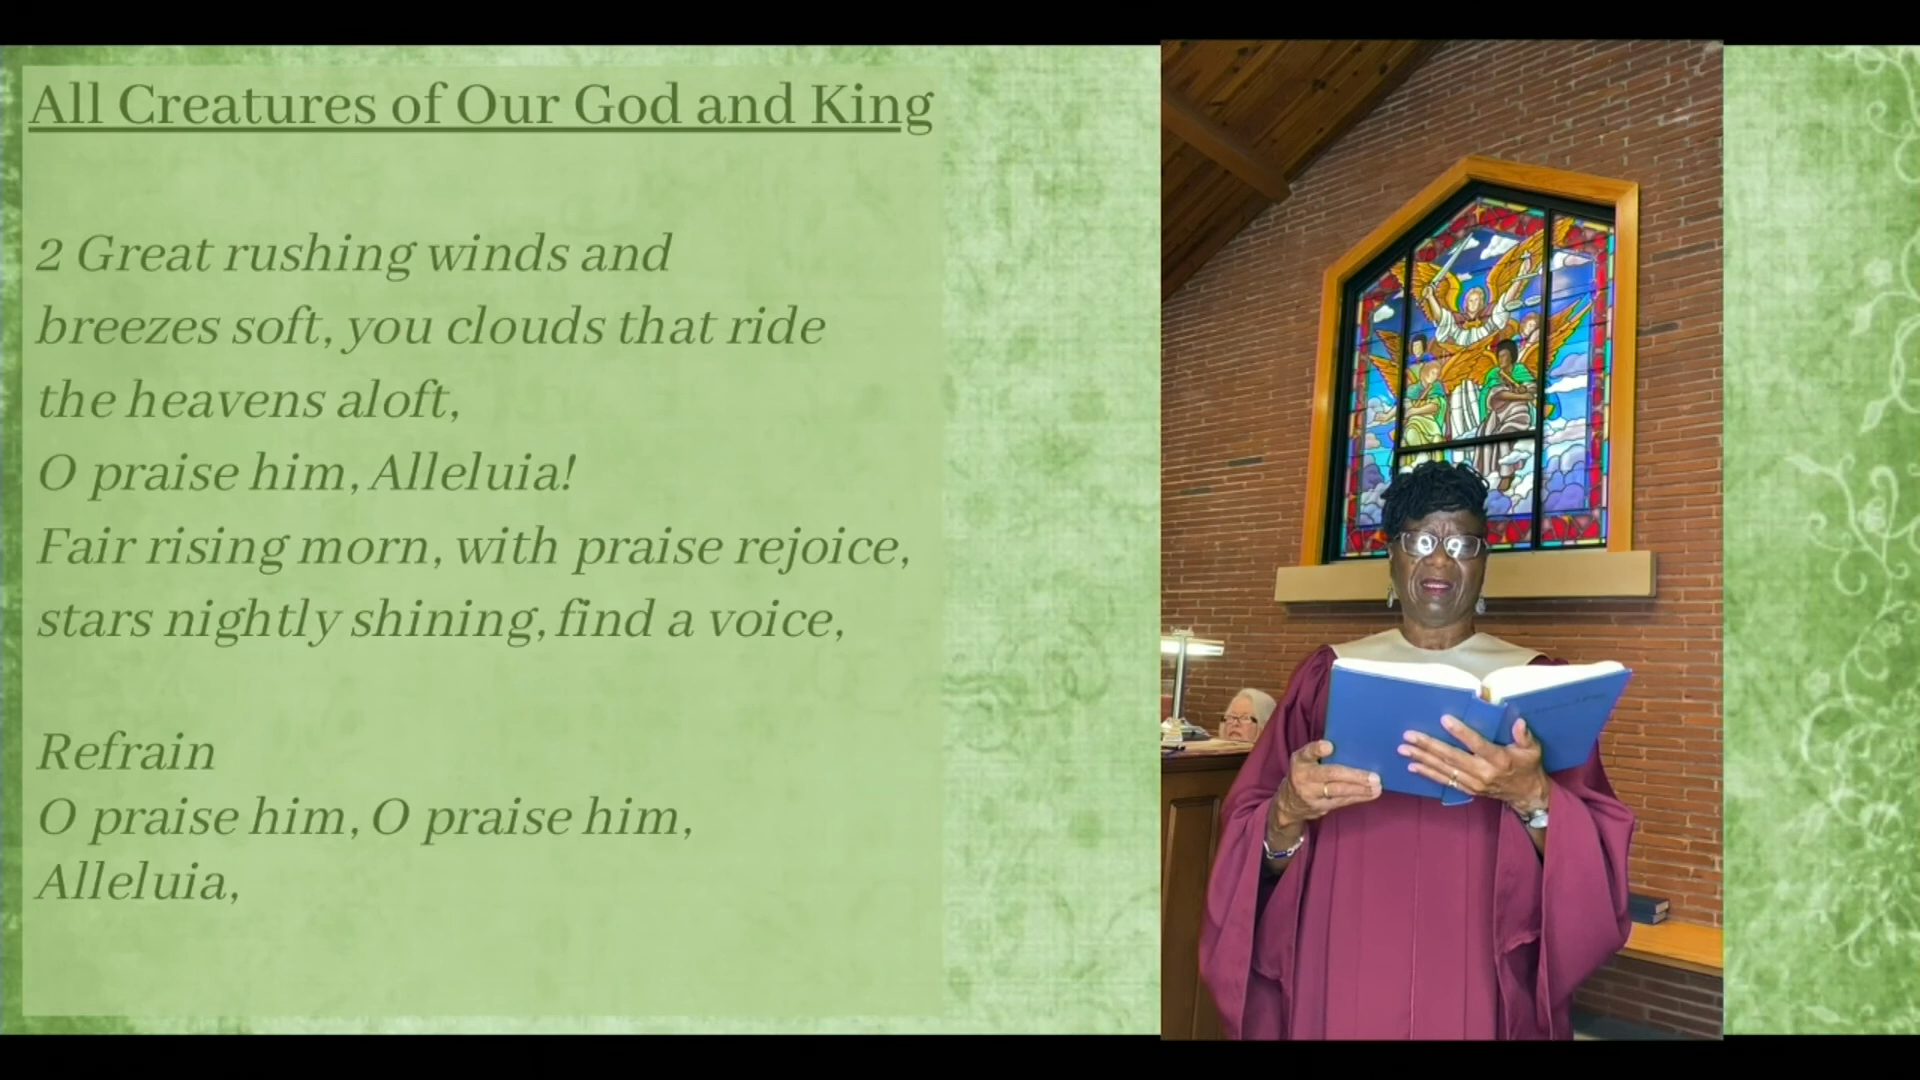 All Creatures of Our God and King
2 Great rushing winds and
breezes soft, you clouds that ride
the heavens aloft,
O praise him, Alleluia!
Fair rising morn, with praise rejoice,
stars nightly shining, find a voice,
Refrain
O praise him, O praise him,
Alleluia,